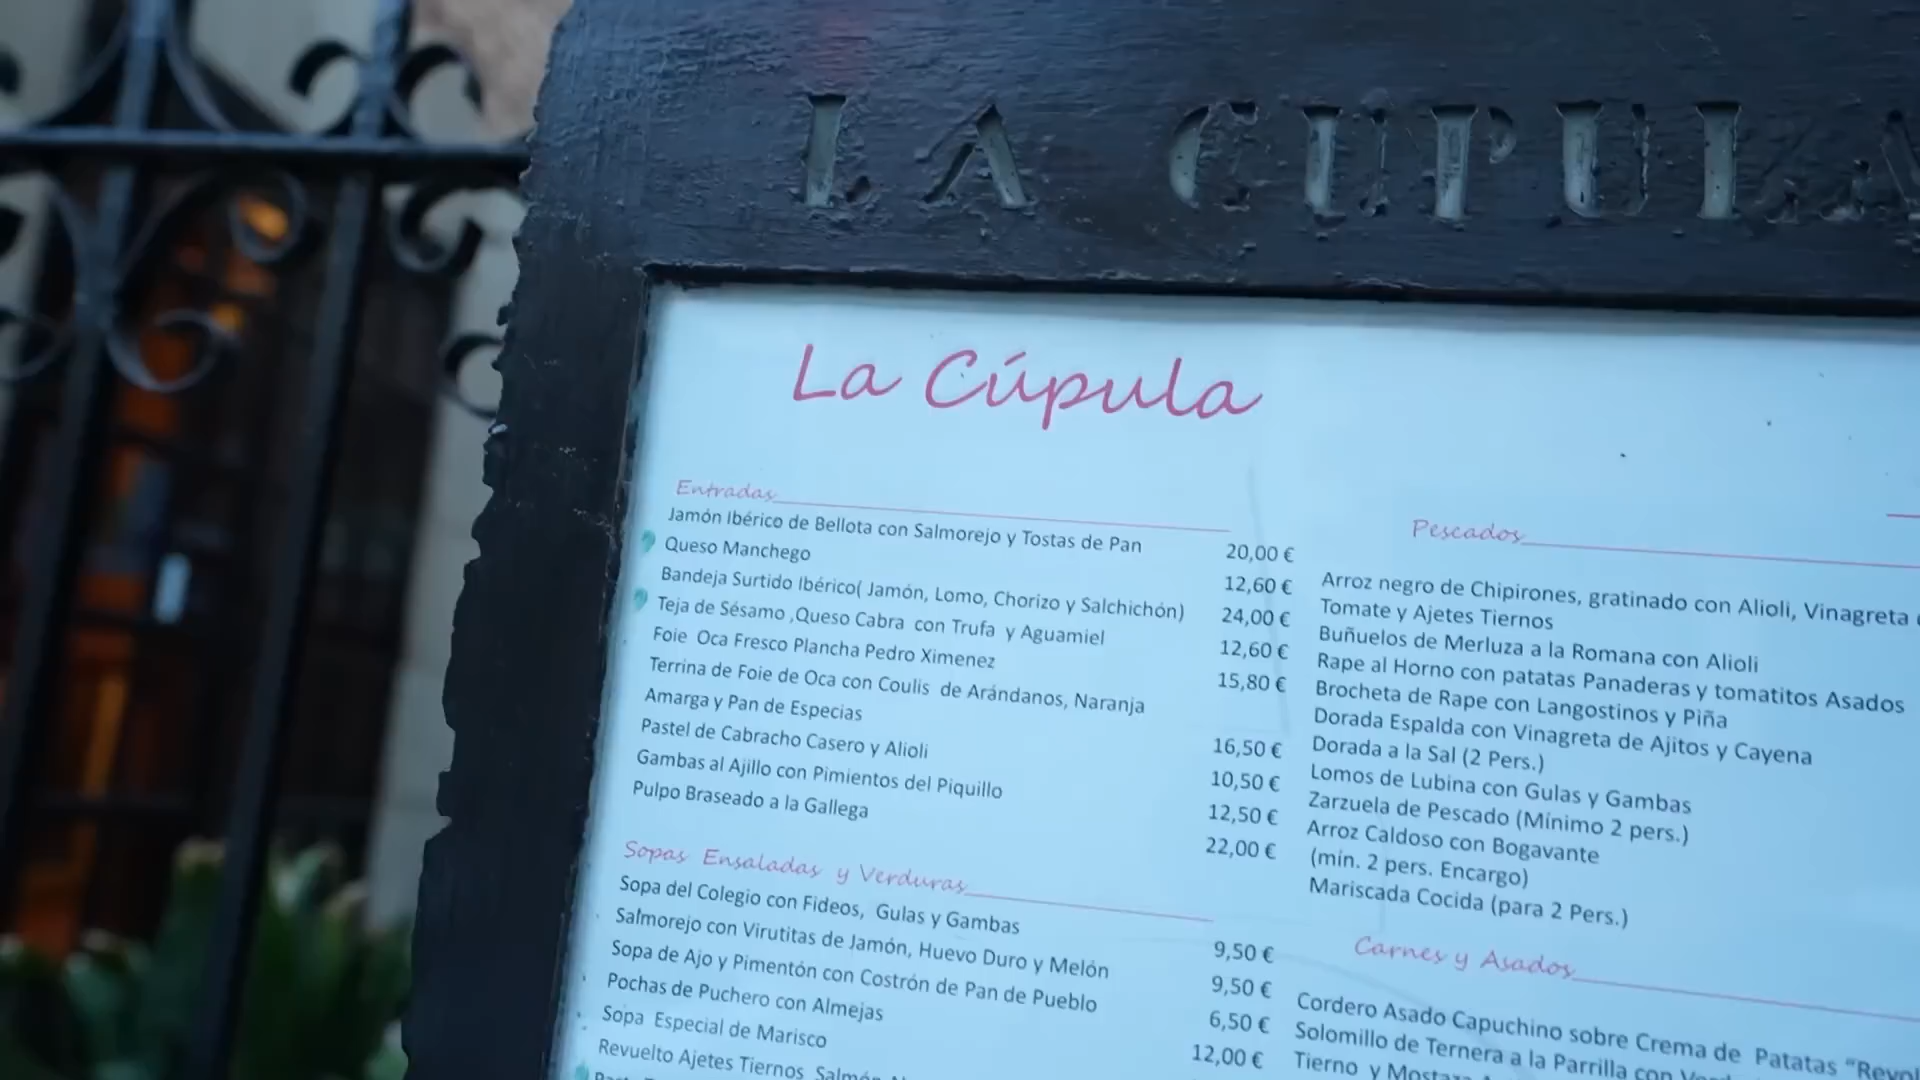 LA CUPULA
La Cúpula
Entradas
Jamón Ibérico de Bellota con Salmorejo y Tostas de Pan 20,00 €
Queso Manchego 12,60 €
Bandeja Surtido Ibérico( Jamón, Lomo, Chorizo y Salchichón) 24,00 €
Teja de Sésamo ,Queso Cabra con Trufa y Aguamiel 12,60 €
Foie Oca Fresco Plancha Pedro Ximenez 15,80 €
Terrina de Foie de Oca con Coulis de Arándanos, Naranja
Amarga y Pan de Especias 16,50 €
Pastel de Cabracho Casero y Alioli 10,50 €
Gambas al Ajillo con Pimientos del Piquillo 12,50 €
Pulpo Braseado a la Gallega 22,00 €
Sopas Ensaladas y Verduras
Sopa del Colegio con Fideos, Gulas y Gambas 9,50 €
Salmorejo con Virutitas de Jamón, Huevo Duro y Melón 9,50 €
Sopa de Ajo y Pimentón con Costrón de Pan de Pueblo 6,50 €
Pochas de Puchero con Almejas 12,00 €
Sopa Especial de Marisco
Revuelto Ajetes Tiernos
Pescados
Arroz negro de Chipirones, gratinado con Alioli, Vinagreta
Tomate y Ajetes Tiernos
Buñuelos de Merluza a la Romana con Alioli
Rape al Horno con patatas Panaderas y tomatitos Asados
Brocheta de Rape con Langostinos y Piña
Dorada Espalda con Vinagreta de Ajitos y Cayena
Dorada a la Sal (2 Pers.)
Lomos de Lubina con Gulas y Gambas
Zarzuela de Pescado (Mínimo 2 pers.)
Arroz Caldoso con Bogavante
(mín. 2 pers. Encargo)
Mariscada Cocida (para 2 Pers.)
Carnes y Asados
Cordero Asado Capuchino sobre Crema de Patatas
Solomillo de Ternera a la Parrilla con
Tierno y